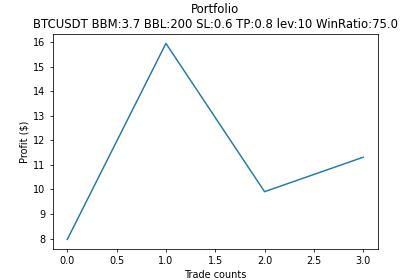 Portfolio
BTCUSDT BBM:3.7 BBL:200 SL:0.6 TP:0.8 lev:10 WinRatio:75.0
16
15
14
13
12
11
10
9
8
Profit ($)
0.0 0.5 1.0 1.5 2.0 2.5 3.0
Trade counts